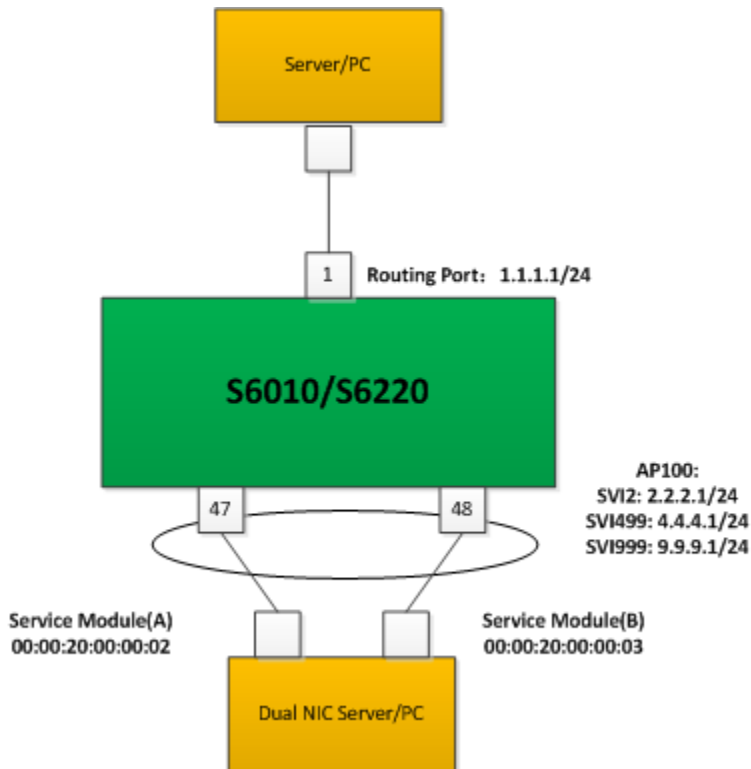 Server/PC
1
Routing Port：1.1.1.1/24
S6010/S6220
47
48
AP100:
SVI2: 2.2.2.1/24
SVI499: 4.4.4.1/24
SVI999: 9.9.9.1/24
Service Module(A)
00:00:20:00:00:02
Service Module(B)
00:00:20:00:00:03
Dual NIC Server/PC